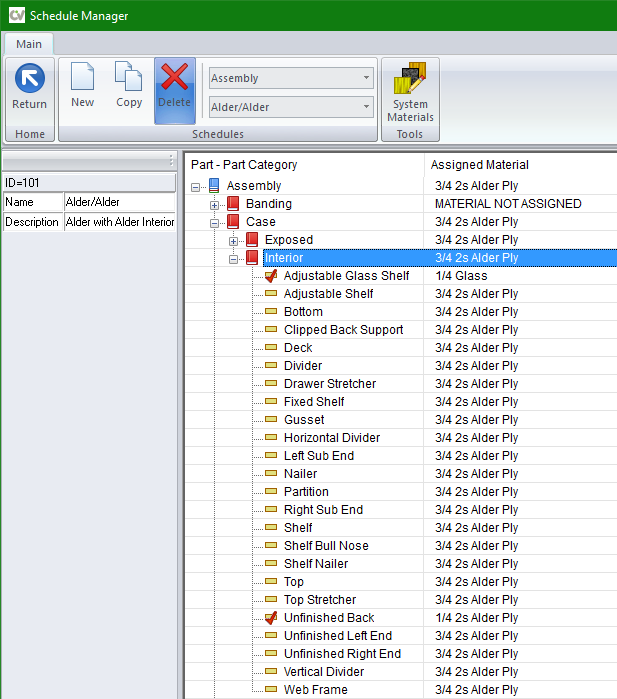 CV Schedule Manager
Main
Return
New
Copy
Delete
Assembly
Alder/Alder
System
Materials
Home
Schedules
Tools
ID=101
Name Alder/Alder
Description Alder with Alder Interior
Part - Part Category Assigned Material
Assembly 3/4 2s Alder Ply
Banding MATERIAL NOT ASSIGNED
Case 3/4 2s Alder Ply
Exposed 3/4 2s Alder Ply
Interior 3/4 2s Alder Ply
Adjustable Glass Shelf 1/4 Glass
Adjustable Shelf 3/4 2s Alder Ply
Bottom 3/4 2s Alder Ply
Clipped Back Support 3/4 2s Alder Ply
Deck 3/4 2s Alder Ply
Divider 3/4 2s Alder Ply
Drawer Stretcher 3/4 2s Alder Ply
Fixed Shelf 3/4 2s Alder Ply
Gusset 3/4 2s Alder Ply
Horizontal Divider 3/4 2s Alder Ply
Left Sub End 3/4 2s Alder Ply
Nailer 3/4 2s Alder Ply
Partition 3/4 2s Alder Ply
Right Sub End 3/4 2s Alder Ply
Shelf 3/4 2s Alder Ply
Shelf Bull Nose 3/4 2s Alder Ply
Shelf Nailer 3/4 2s Alder Ply
Top 3/4 2s Alder Ply
Top Stretcher 3/4 2s Alder Ply
Unfinished Back 1/4 2s Alder Ply
Unfinished Left End 3/4 2s Alder Ply
Unfinished Right End 3/4 2s Alder Ply
Vertical Divider 3/4 2s Alder Ply
Web Frame 3/4 2s Alder Ply